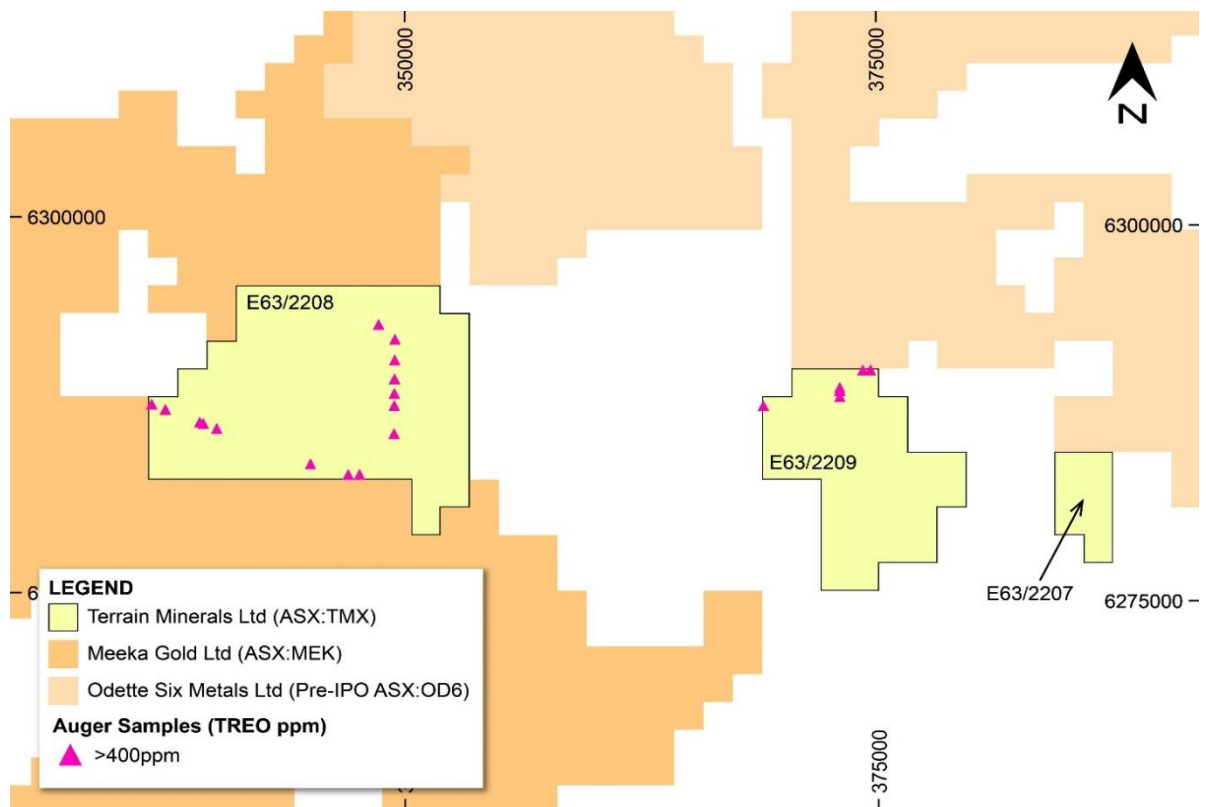 350000
375000
N
6300000
6300000
E63/2208
E63/2209
E63/2207
6275000
LEGEND
Terrain Minerals Ltd (ASX:TMX)
Meeka Gold Ltd (ASX:MEK)
Odette Six Metals Ltd (Pre-IPO ASX:OD6)
Auger Samples (TREO ppm)
>400ppm
375000